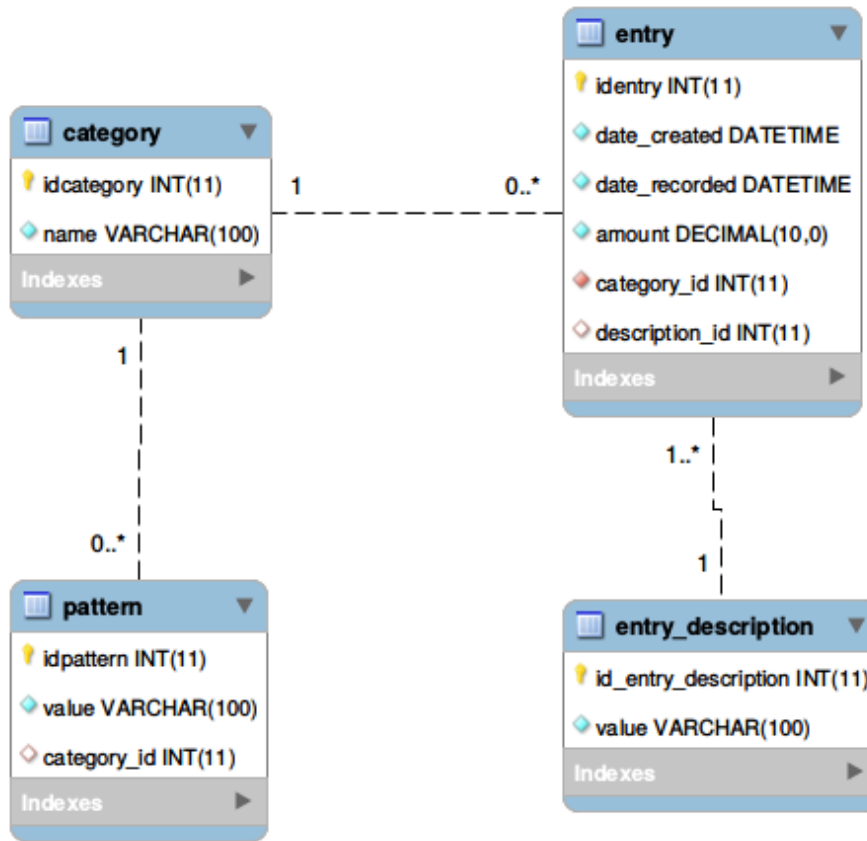 entry
identry INT(11)
date_created DATETIME
date_recorded DATETIME
amount DECIMAL(10,0)
category_id INT(11)
description_id INT(11)
Indexes
category
idcategory INT(11)
name VARCHAR(100)
Indexes
1
0..*
1
0..*
1..*
1
pattern
idpattern INT(11)
value VARCHAR(100)
category_id INT(11)
Indexes
entry_description
id_entry_description INT(11)
value VARCHAR(100)
Indexes